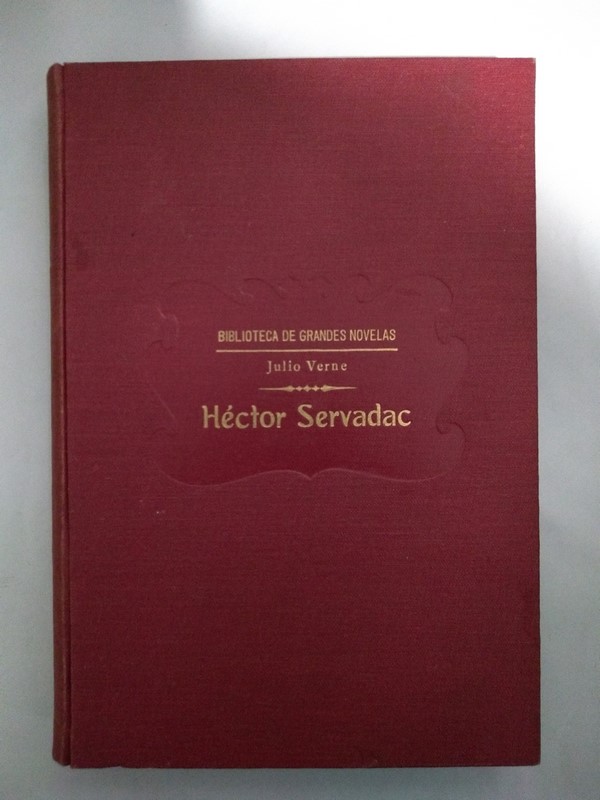 BIBLIOTECA DE GRANDES NOVELAS
Julio Verne
Héctor Servadac